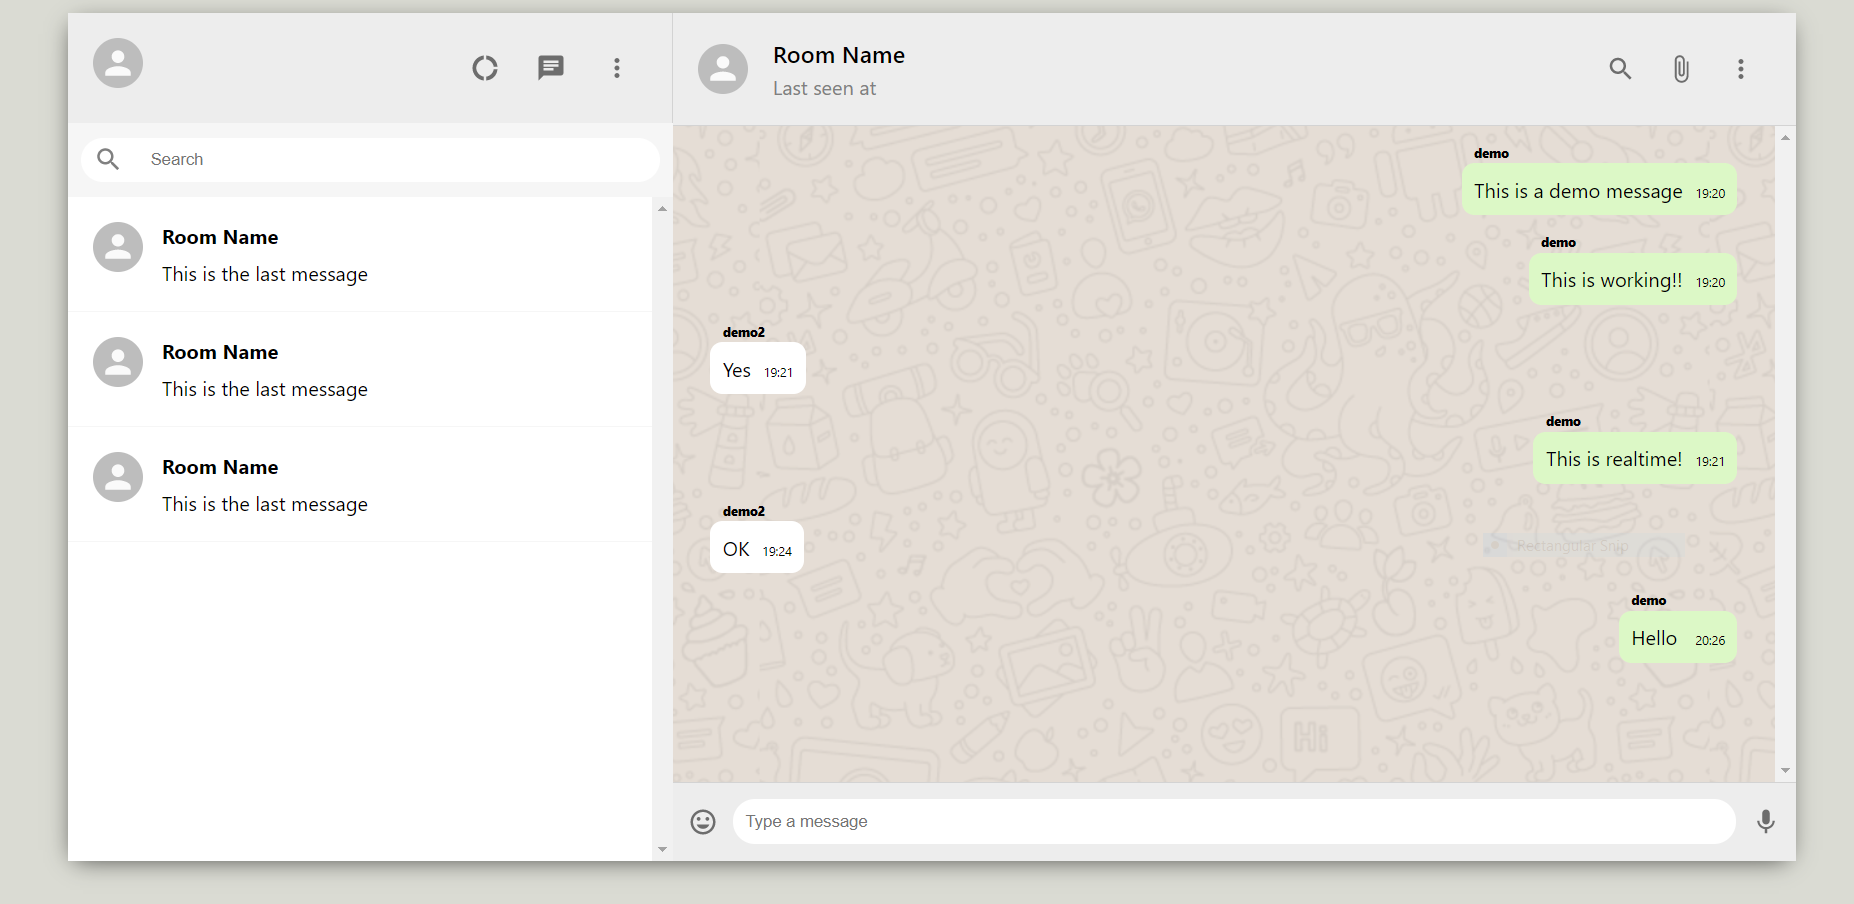 Room Name
Last seen at
Search
Room Name
This is the last message
Room Name
This is the last message
Room Name
This is the last message
demo
This is a demo message 19:20
demo
This is working!! 19:20
demo2
Yes 19:21
demo
This is realtime! 19:21
demo2
OK 19:24
Rectangular Snip
demo
Hello 20:26
Hi
Type a message